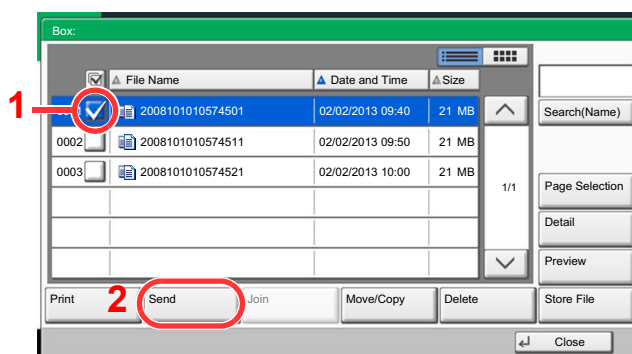 Box:
File Name Date and Time Size
1
2008101010574501 02/02/2013 09:40 21 MB
Search(Name)
0002 2008101010574511 02/02/2013 09:50 21 MB
0003 2008101010574521 02/02/2013 10:00 21 MB
1/1
Page Selection
Detail
Preview
Print 2 Send Join Move/Copy Delete Store File
Close